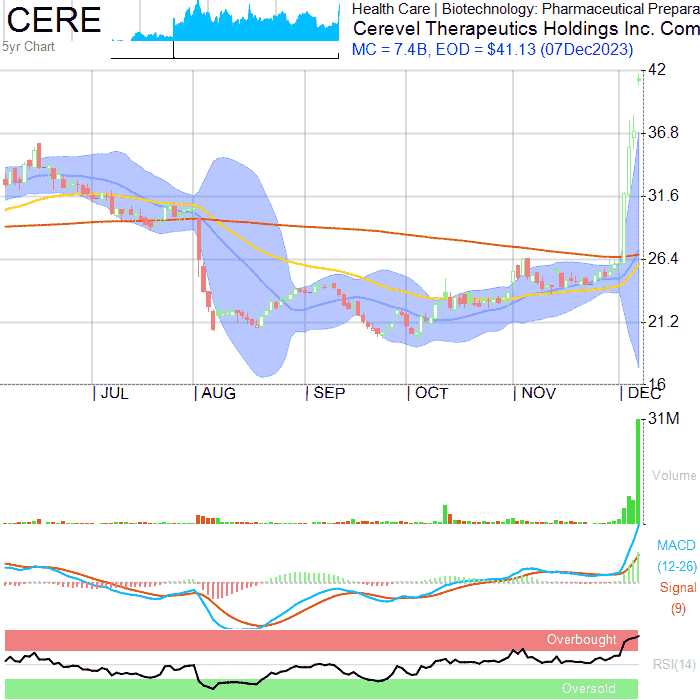 CERE
5yr Chart
Health Care | Biotechnology: Pharmaceutical Prepara
Cerevel Therapeutics Holdings Inc. Com
MC = 7.4B, EOD = $41.13 (07Dec2023)
42
36.8
31.6
26.4
21.2
16
JUL AUG SEP OCT NOV DEC
31M
Volume
MACD
(12-26)
Signal
(9)
Overbought
RSI(14)
Oversold